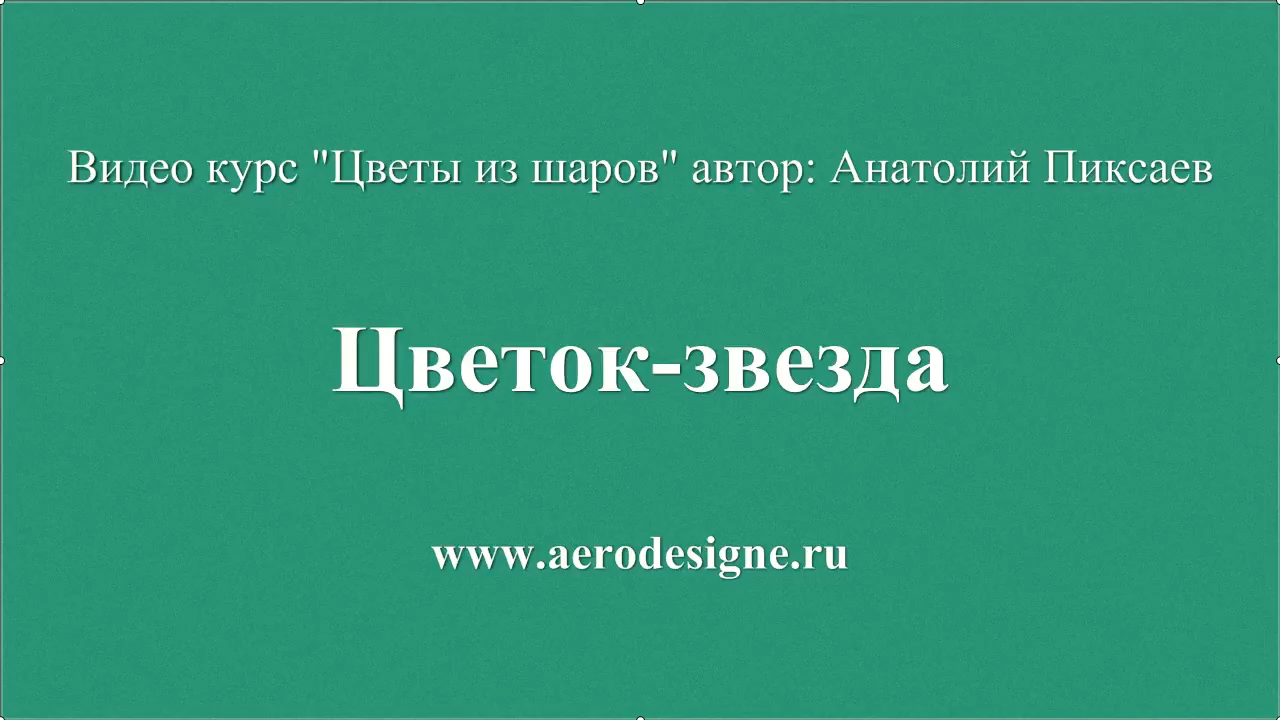 Видео курс "Цветы из шаров" автор: Анатолий Пиксаев
Цветок-звезда
www.aerodesigne.ru